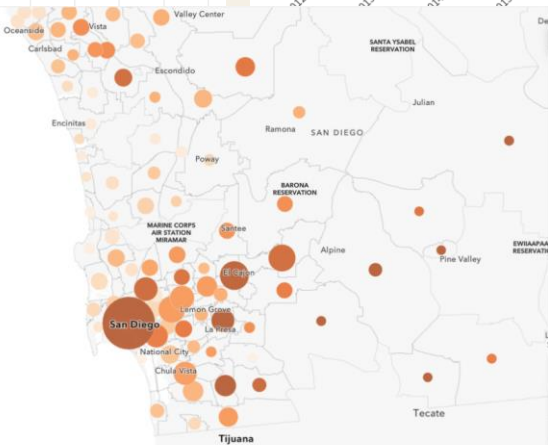 Valley Center
Oceanside
Vista
Carlsbad
SANTA YSABEL
RESERVATION
Escondido
Julian
Encinitas
Ramona
SAN DIEGO
Poway
BARONA
RESERVATION
MARINE CORPS
AIR STATION
MIRAMAR
Santee
Alpine
Pine Valley
El Cajon
Lemon Grove
San Diego
La Presa
National City
Chula Vista
Tecate
Tijuana